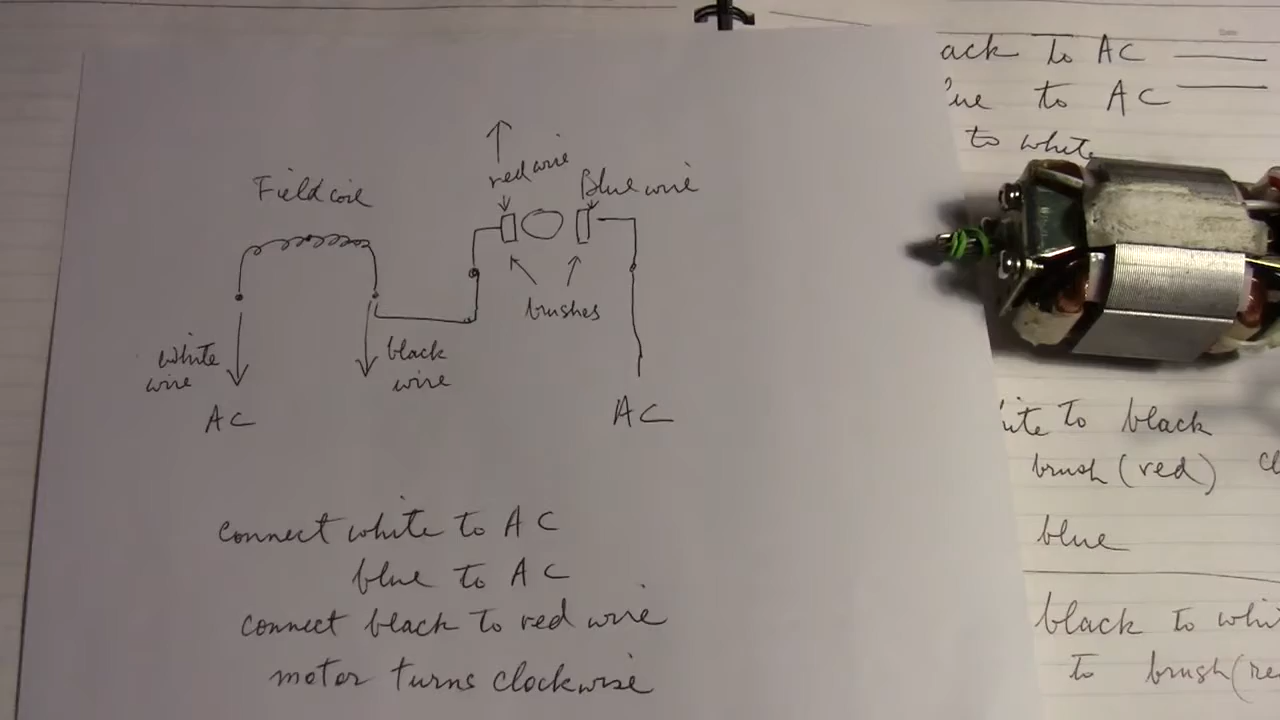 Field coil
red wire
Blue wire
brushes
white
wire
black
wire
AC
AC
connect white to AC
blue to AC
connect black to red wire
motor turns clockwise
ack to AC
ue to AC
to white
ite to black
brush (red) cl
blue
black to whi
to brush (re